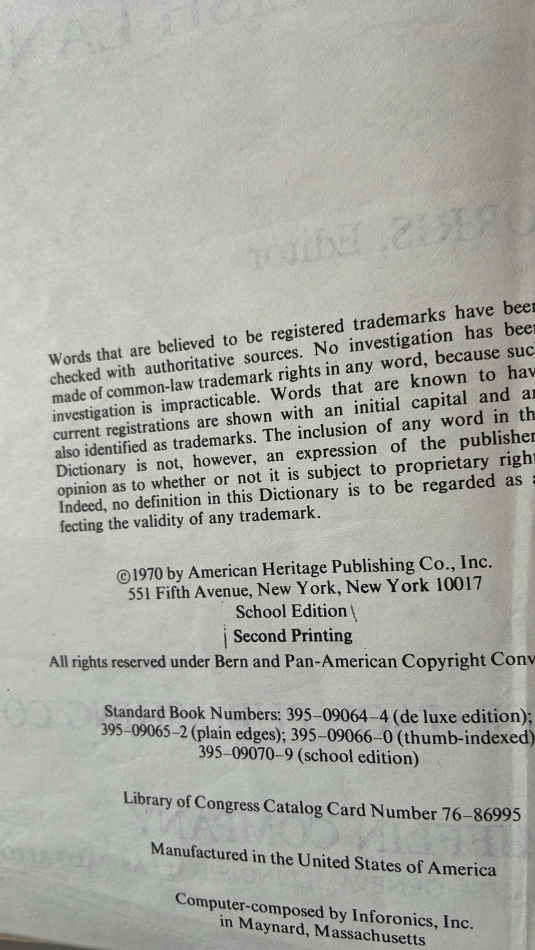 Words that are believed to be registered trademarks have
checked with authoritative sources. No investigation has
made of common-law trademark rights in any word, because
investigation is impracticable. Words that are known to
current registrations are shown with an initial capital and
also identified as trademarks. The inclusion of any word in
Dictionary is not, however, an expression of the
opinion as to whether or not it is subject to proprietary
Indeed, no definition in this Dictionary is to be regarded as
fecting the validity of any trademark.
©1970 by American Heritage Publishing Co., Inc.
551 Fifth Avenue, New York, New York 10017
School Edition
Second Printing
All rights reserved under Bern and Pan-American Copyright
Standard Book Numbers: 395–09064–4 (de luxe edition);
395–09065–2 (plain edges); 395–09066–0 (thumb-indexed)
395–09070–9 (school edition)
Library of Congress Catalog Card Number 76–86995
Manufactured in the United States of America
Computer-composed by Inforonics, Inc.
in Maynard, Massachusetts